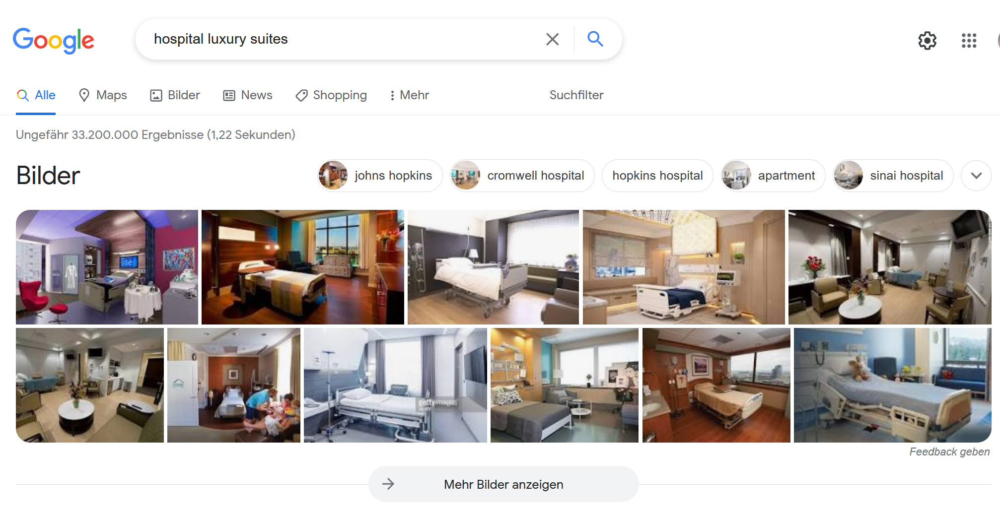 Google
hospital luxury suites
Alle Maps Bilder News Shopping Mehr Suchfilter
Ungefähr 33.200.000 Ergebnisse (1,22 Sekunden)
Bilder
johns hopkins cromwell hospital hopkins hospital apartment sinai hospital
gettyimages
Feedback geben
Mehr Bilder anzeigen